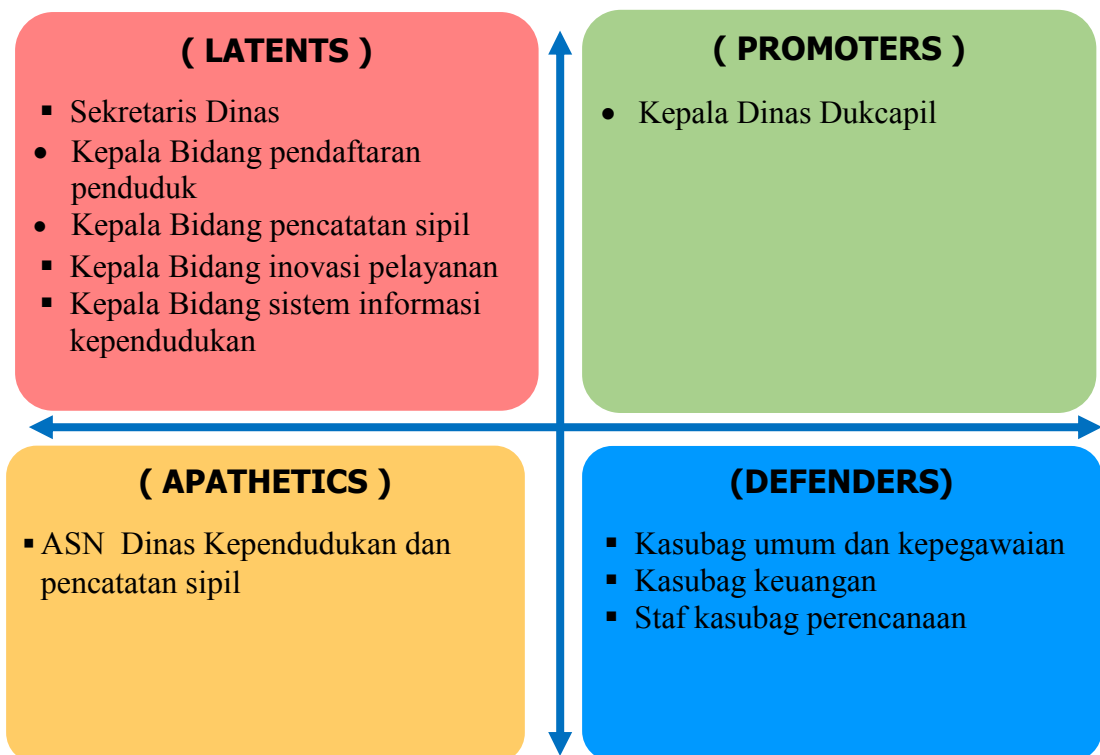 ( LATENTS )
▪ Sekretaris Dinas
• Kepala Bidang pendaftaran
penduduk
• Kepala Bidang pencatatan sipil
▪ Kepala Bidang inovasi pelayanan
▪ Kepala Bidang sistem informasi
kependudukan
( PROMOTERS )
• Kepala Dinas Dukcapil
( APATHETICS )
▪ ASN Dinas Kependudukan dan
pencatatan sipil
(DEFENDERS)
▪ Kasubag umum dan kepegawaian
▪ Kasubag keuangan
▪ Staf kasubag perencanaan